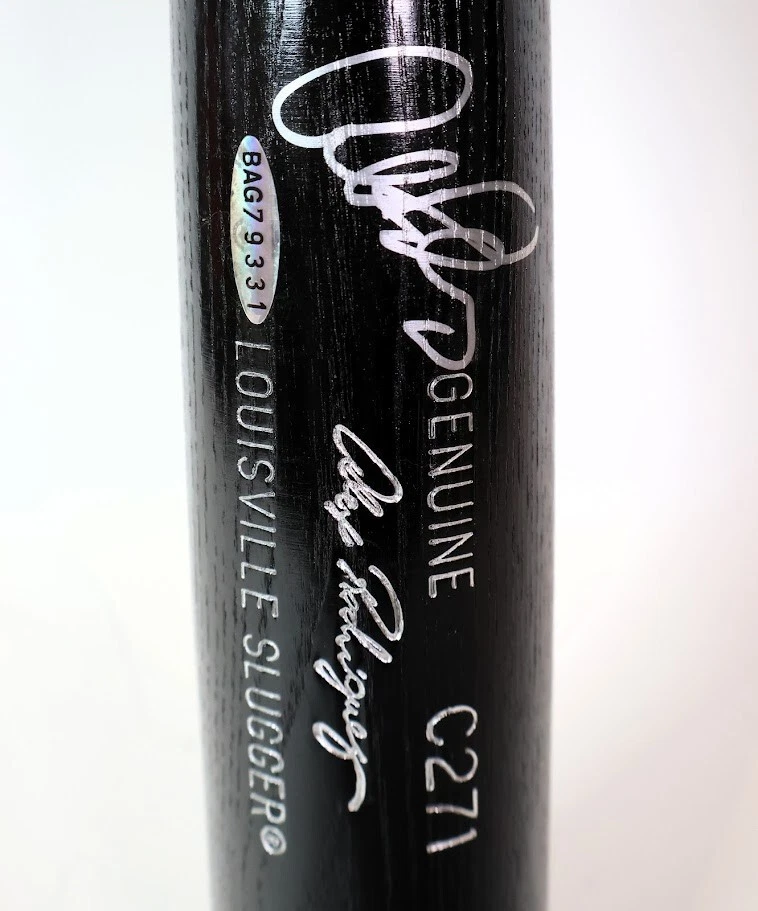 GENUINE C271
Alex Rodriguez
BAG79331
LOUISVILLE SLUGGER®